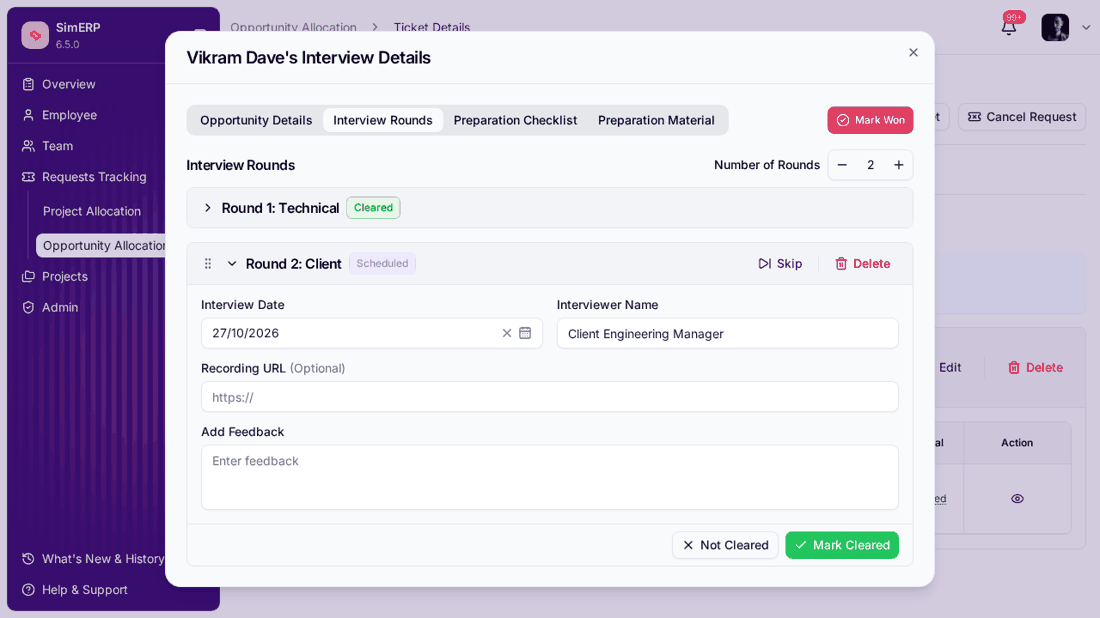 SimERP
6.5.0
Overview
Employee
Team
Requests Tracking
Project Allocation
Opportunity Allocation
Projects
Admin
What's New & History
Help & Support
Opportunity Allocation > Ticket Details
99+
Cancel Request
Edit
Delete
Action
Vikram Dave's Interview Details
Opportunity Details
Interview Rounds
Preparation Checklist
Preparation Material
Mark Won
Interview Rounds
Number of Rounds
2
Round 1: Technical
Cleared
Round 2: Client
Scheduled
Skip
Delete
Interview Date
Interviewer Name
27/10/2026
Client Engineering Manager
Recording URL (Optional)
https://
Add Feedback
Enter feedback
Not Cleared
Mark Cleared